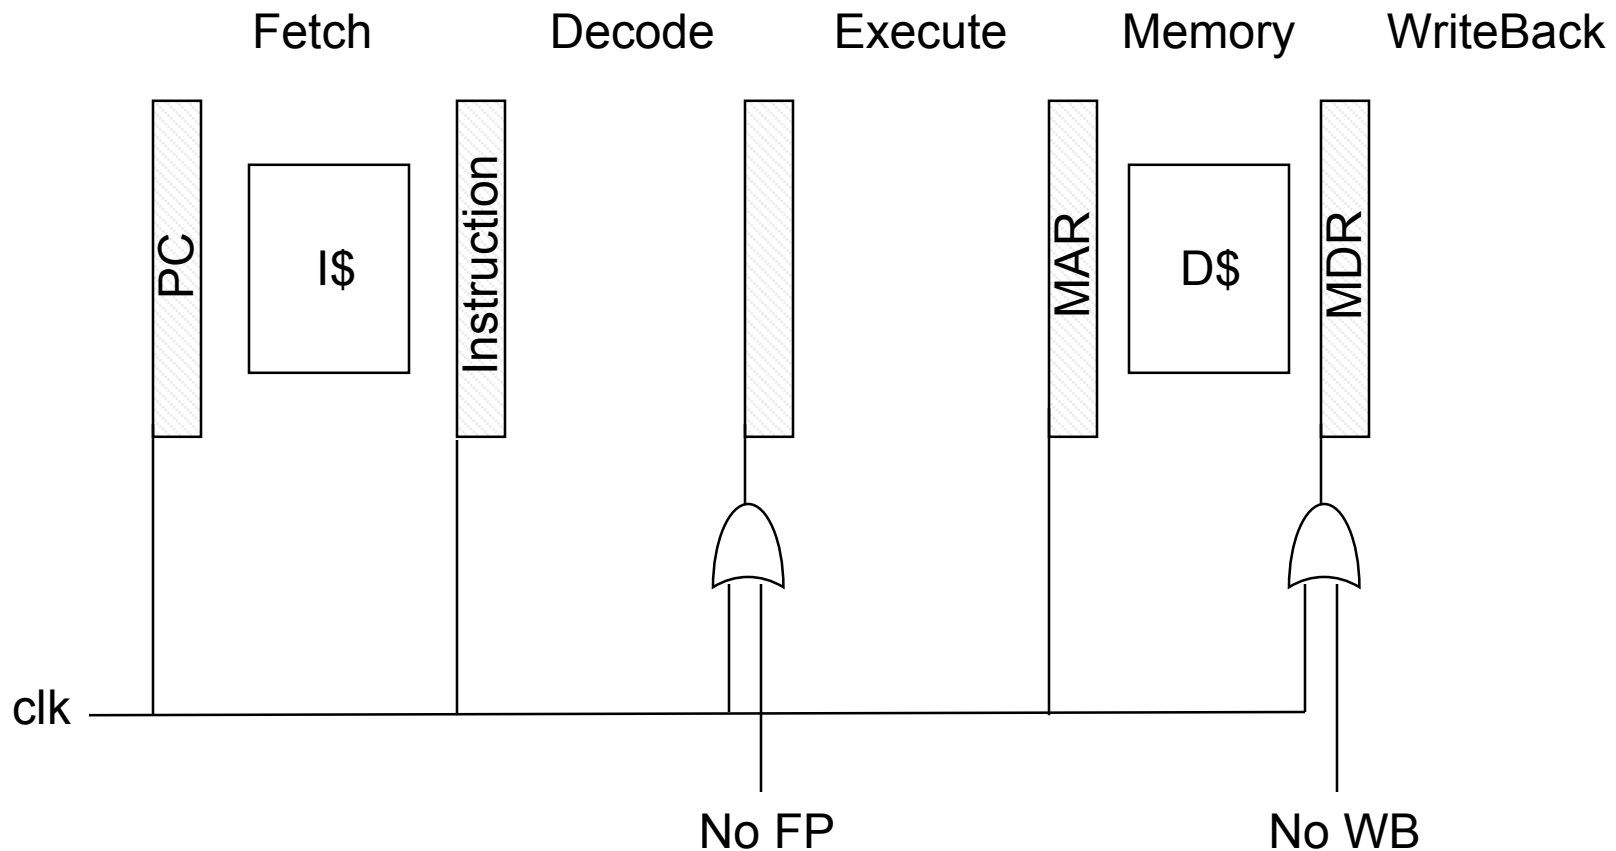 Fetch
Decode
Execute
Memory
WriteBack
PC
I$
Instruction
MAR
D$
MDR
clk
No FP
No WB